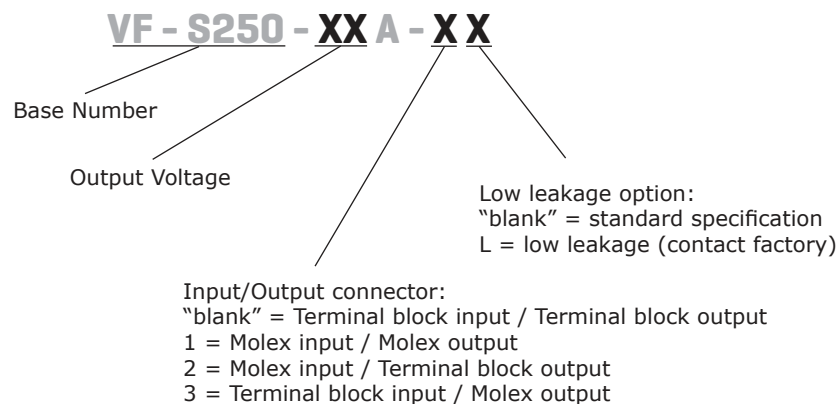 VF - S250 - XX A - X X
Base Number
Output Voltage
Low leakage option:
“blank” = standard specification
L = low leakage (contact factory)
Input/Output connector:
“blank” = Terminal block input / Terminal block output
1 = Molex input / Molex output
2 = Molex input / Terminal block output
3 = Terminal block input / Molex output